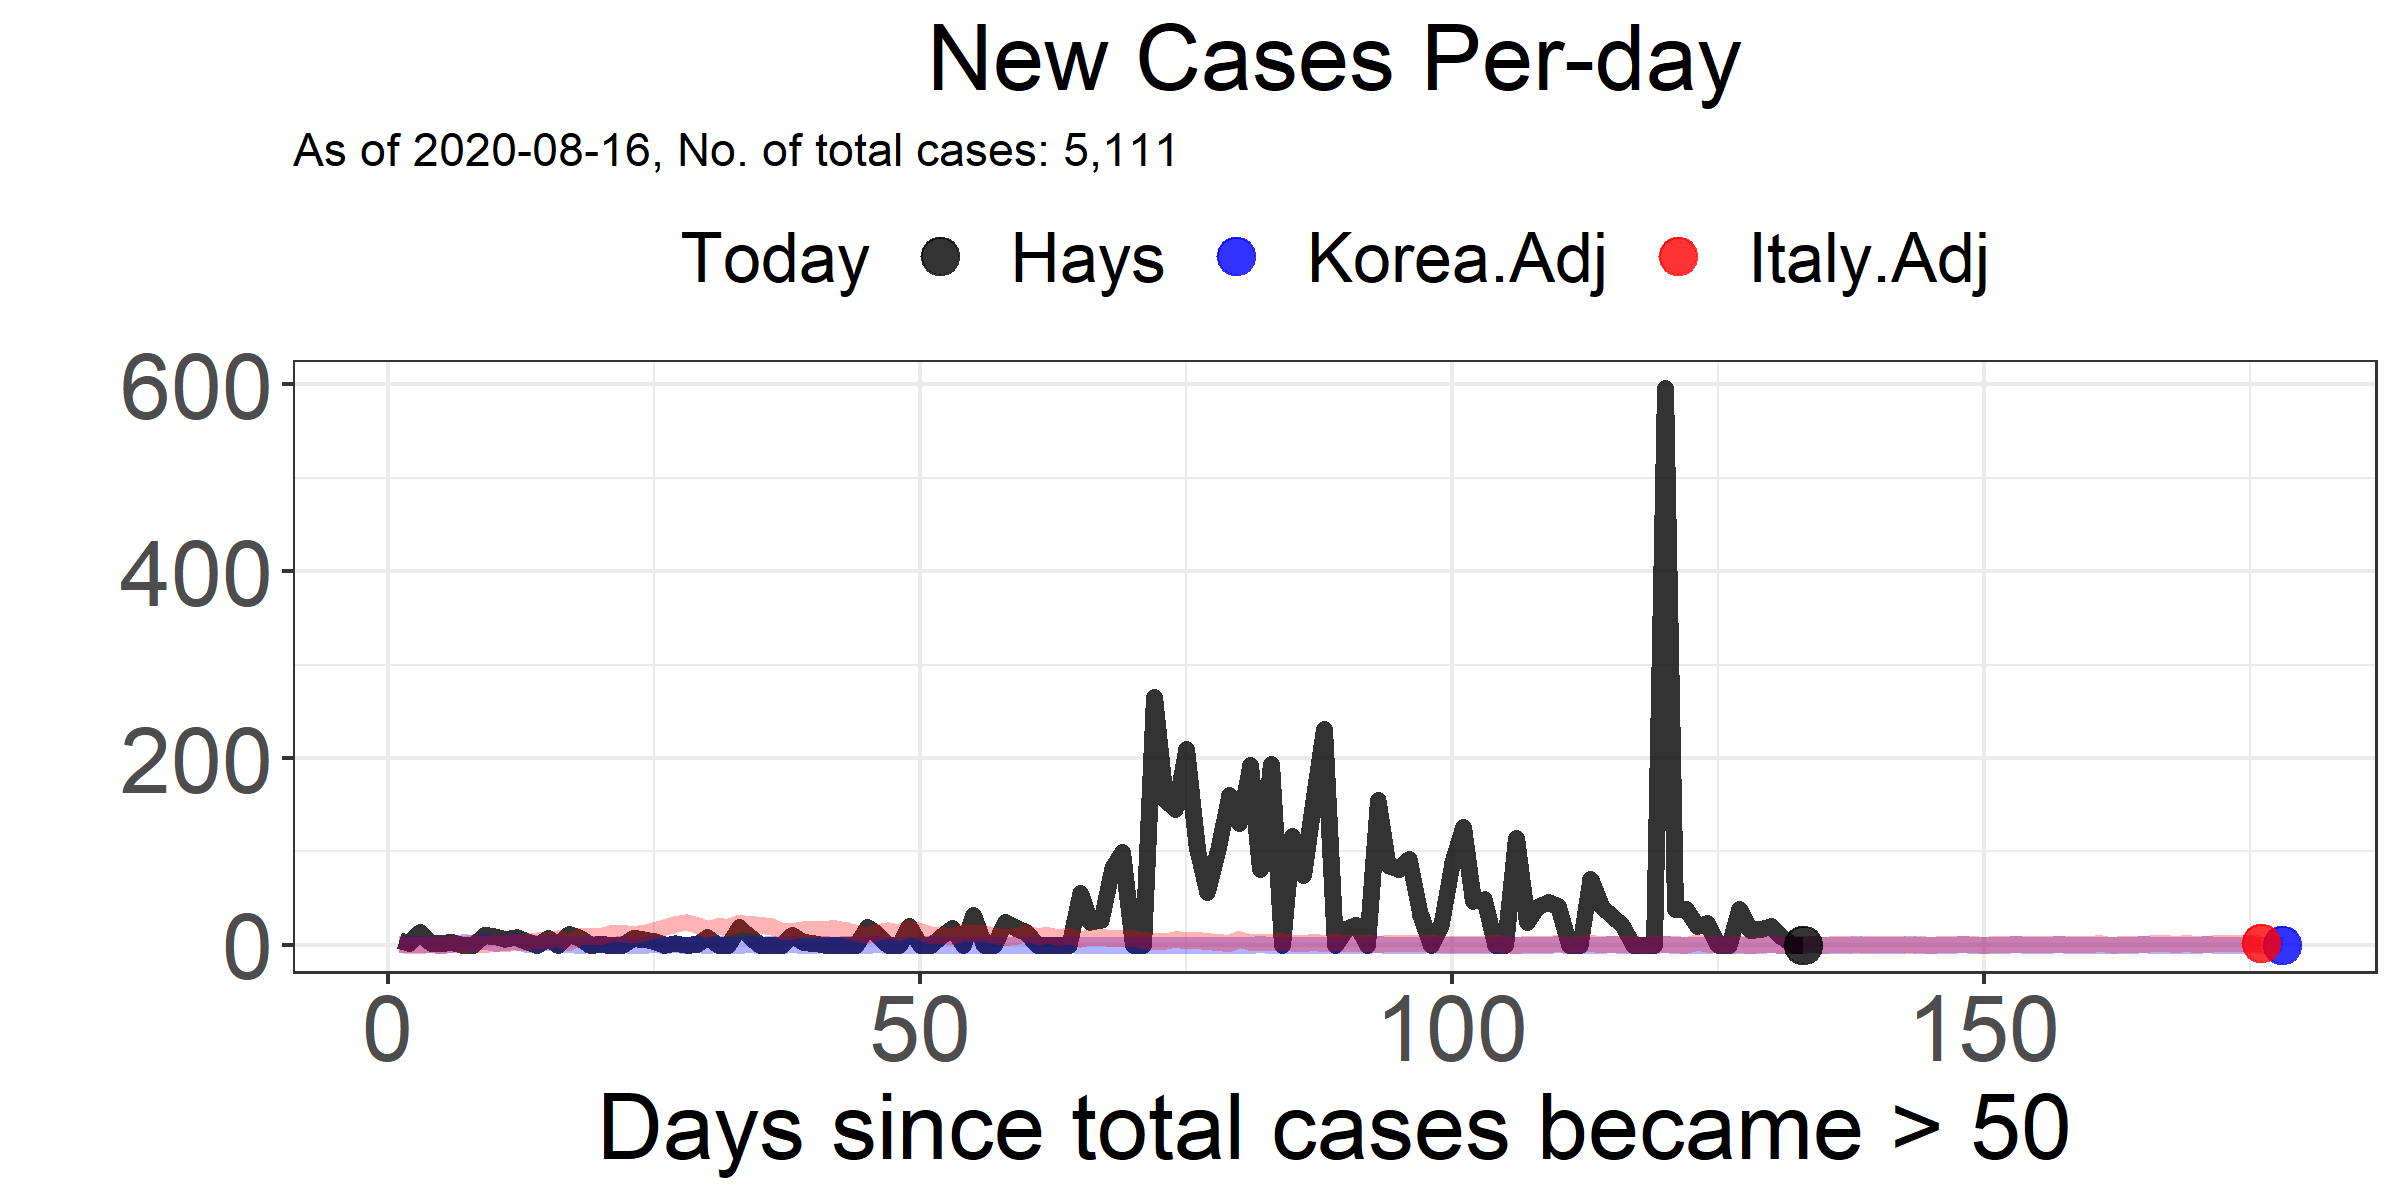 New Cases Per-day
As of 2020-08-16, No. of total cases: 5,111
Today Hays Korea.Adj Italy.Adj
600
400
200
0
0 50 100 150
Days since total cases became > 50